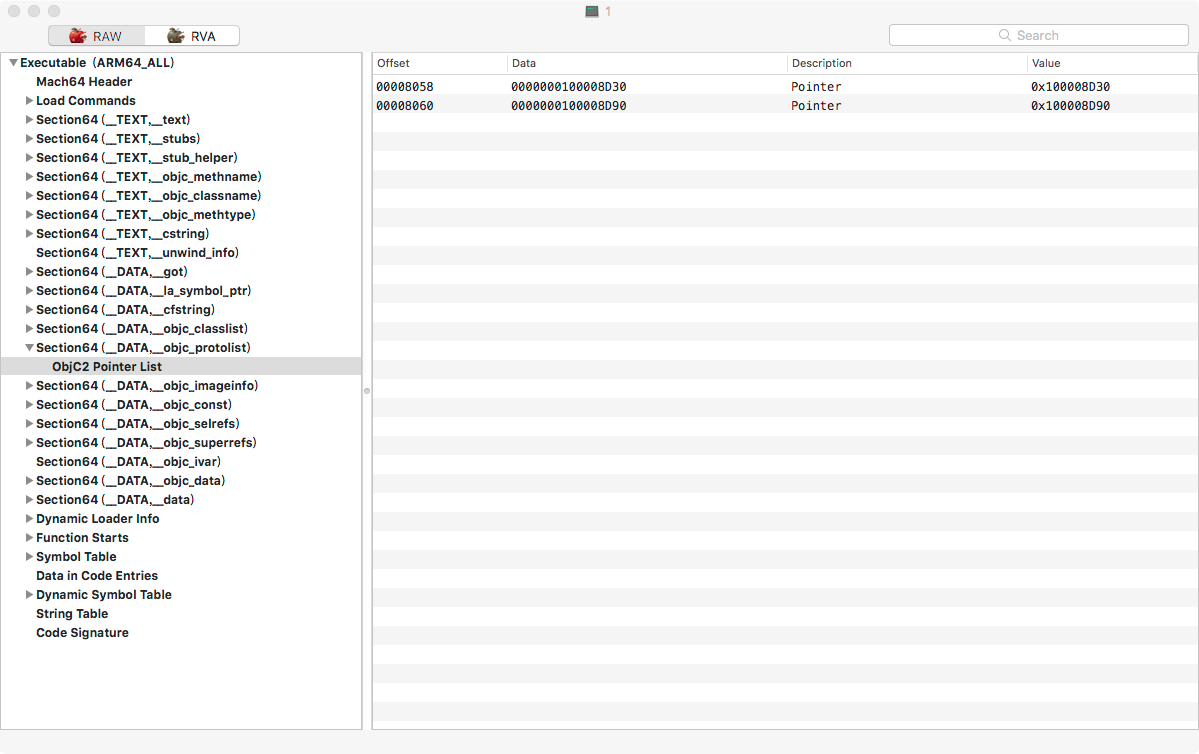 1
RAW RVA Search
Executable (ARM64_ALL)
Mach64 Header
Load Commands
Section64 (__TEXT,__text)
Section64 (__TEXT,__stubs)
Section64 (__TEXT,__stub_helper)
Section64 (__TEXT,__objc_methname)
Section64 (__TEXT,__objc_classname)
Section64 (__TEXT,__objc_methtype)
Section64 (__TEXT,__cstring)
Section64 (__TEXT,__unwind_info)
Section64 (__DATA,__got)
Section64 (__DATA,__la_symbol_ptr)
Section64 (__DATA,__cfstring)
Section64 (__DATA,__objc_classlist)
Section64 (__DATA,__objc_protolist)
ObjC2 Pointer List
Section64 (__DATA,__objc_imageinfo)
Section64 (__DATA,__objc_const)
Section64 (__DATA,__objc_selrefs)
Section64 (__DATA,__objc_superrefs)
Section64 (__DATA,__objc_ivar)
Section64 (__DATA,__objc_data)
Section64 (__DATA,__data)
Dynamic Loader Info
Function Starts
Symbol Table
Data in Code Entries
Dynamic Symbol Table
String Table
Code Signature
Offset Data Description Value
00008058 0000000100008D30 Pointer 0x100008D30
00008060 0000000100008D90 Pointer 0x100008D90